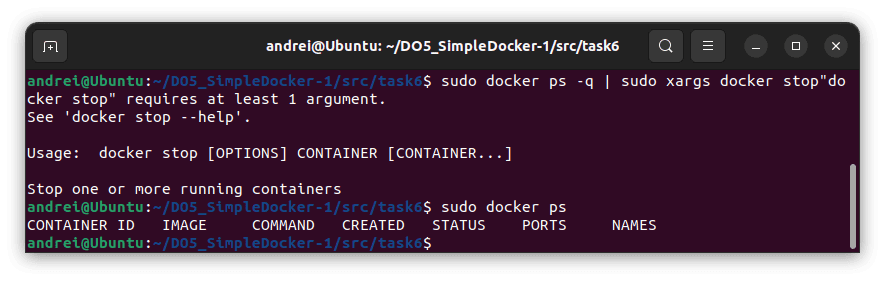 andrei@Ubuntu: ~/DO5_SimpleDocker-1/src/task6
andrei@Ubuntu:~/DO5_SimpleDocker-1/src/task6$ sudo docker ps -q | sudo xargs docker stop"do
cker stop" requires at least 1 argument.
See 'docker stop --help'.
Usage:  docker stop [OPTIONS] CONTAINER [CONTAINER...]
Stop one or more running containers
andrei@Ubuntu:~/DO5_SimpleDocker-1/src/task6$ sudo docker ps
CONTAINER ID   IMAGE     COMMAND   CREATED   STATUS    PORTS     NAMES
andrei@Ubuntu:~/DO5_SimpleDocker-1/src/task6$